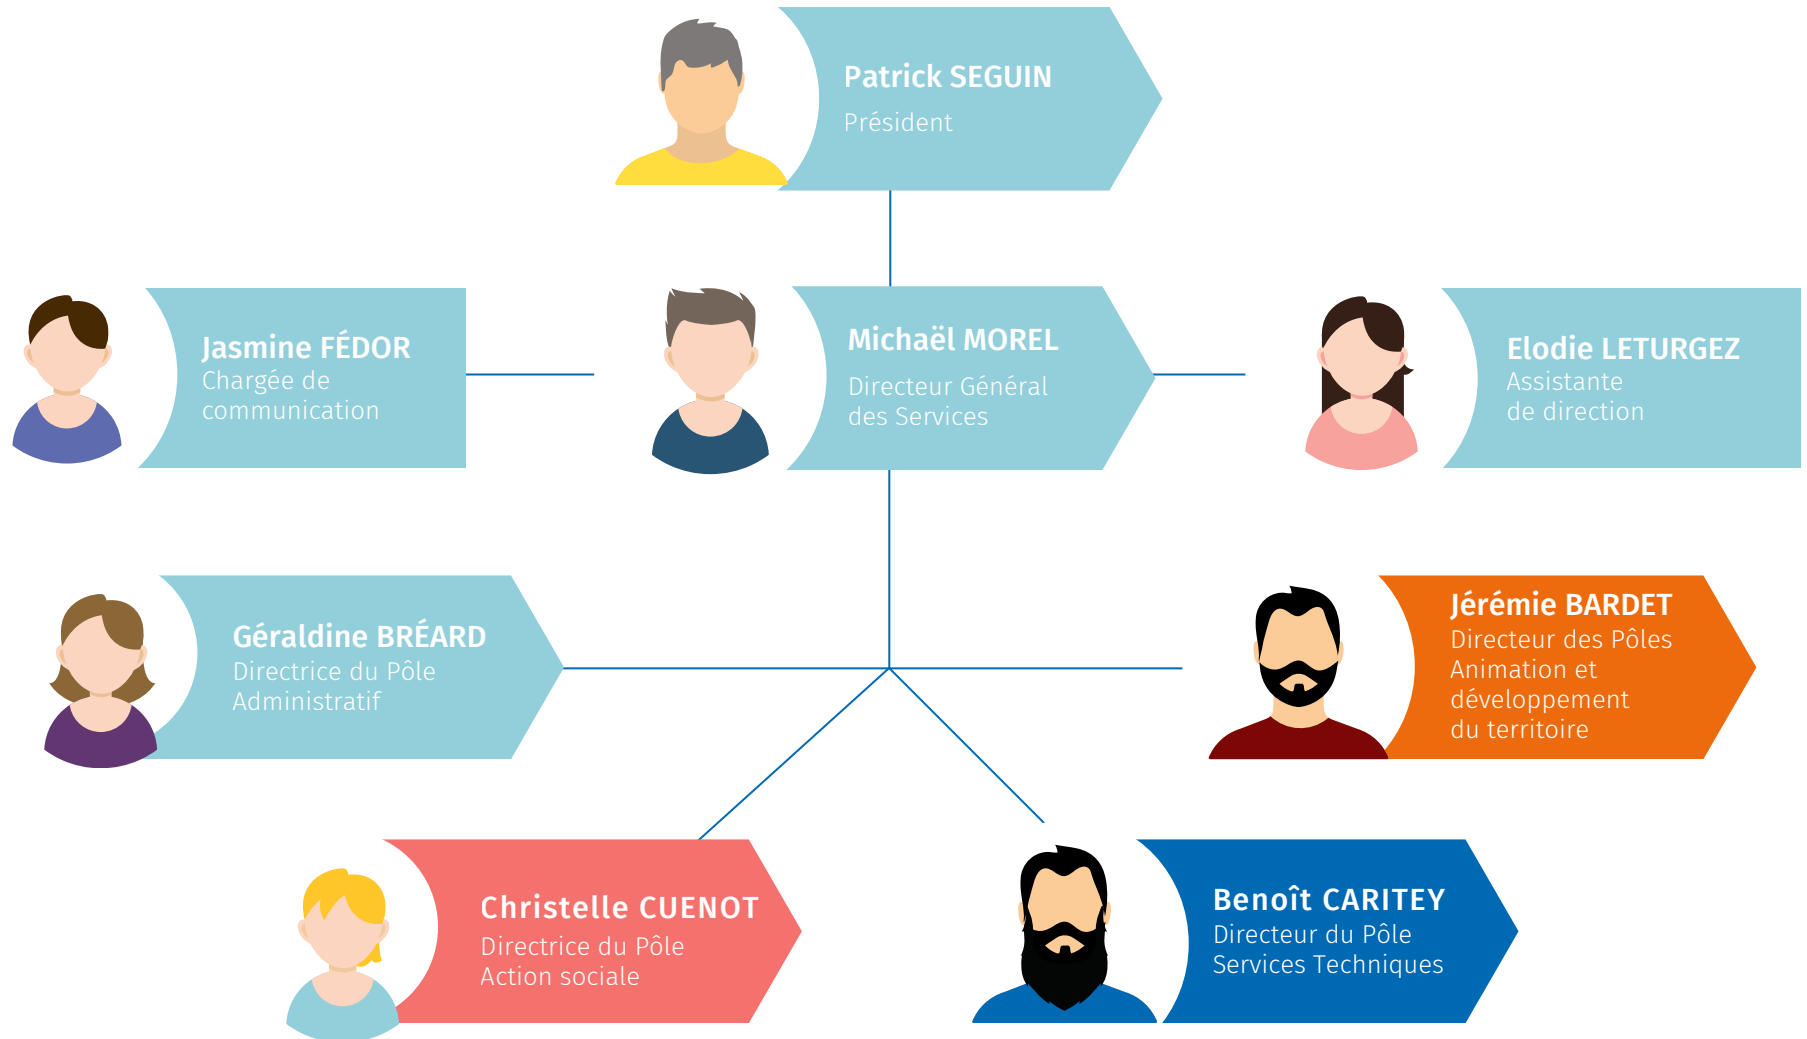 Patrick SEGUIN
Président
Jasmine FÉDOR
Chargée de
communication
Michaël MOREL
Directeur Général
des Services
Elodie LETURGEZ
Assistante
de direction
Géraldine BRÉARD
Directrice du Pôle
Administratif
Jérémie BARDET
Directeur des Pôles
Animation et
développement
du territoire
Christelle CUENOT
Directrice du Pôle
Action sociale
Benoît CARITEY
Directeur du Pôle
Services Techniques